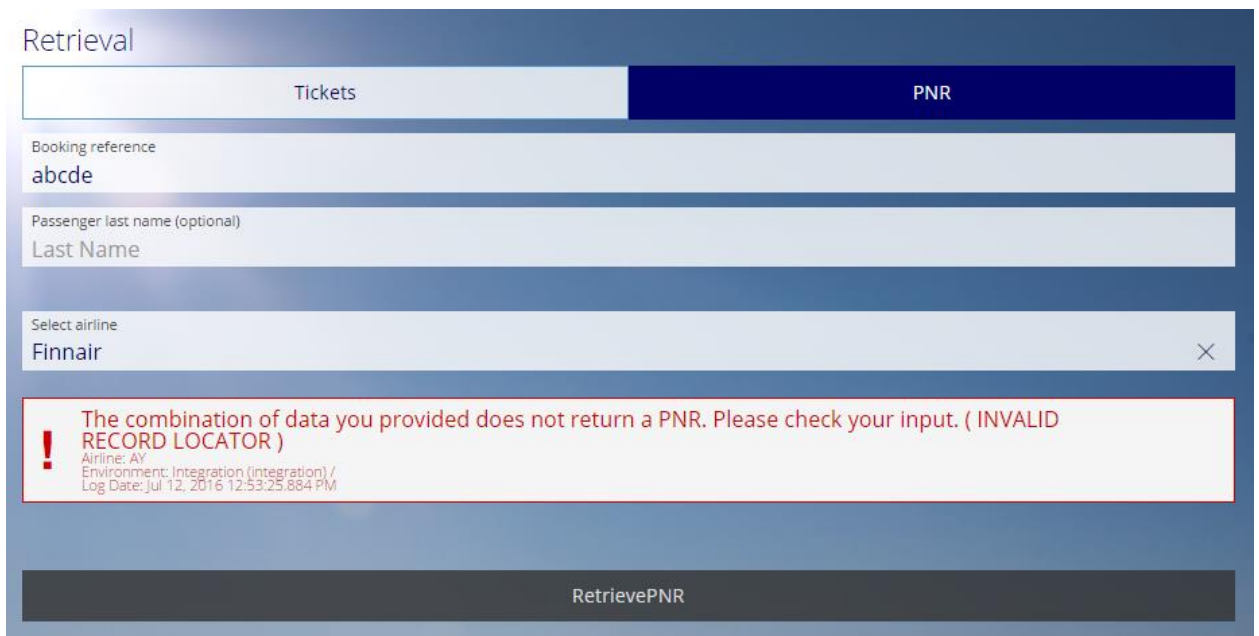 Retrieval
Tickets
PNR
Booking reference
abcde
Passenger last name (optional)
Last Name
Select airline
Finnair
The combination of data you provided does not return a PNR. Please check your input. ( INVALID
RECORD LOCATOR )
Airline: AY
Environment: Integration (integration) /
Log Date: Jul 12, 2016 12:53:25.884 PM
RetrievePNR